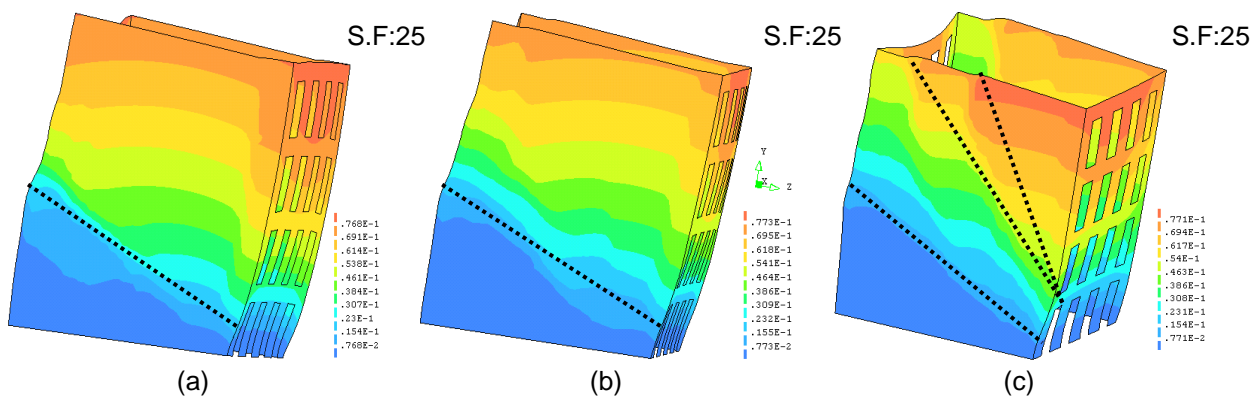 S.F:25
.768E-1
.691E-1
.614E-1
.538E-1
.461E-1
.384E-1
.307E-1
.23E-1
.154E-1
.768E-2
(a)
S.F:25
Y
X
Z
.773E-1
.695E-1
.618E-1
.541E-1
.464E-1
.386E-1
.309E-1
.232E-1
.155E-1
.773E-2
(b)
S.F:25
.771E-1
.694E-1
.617E-1
.54E-1
.463E-1
.386E-1
.308E-1
.231E-1
.154E-1
.771E-2
(c)